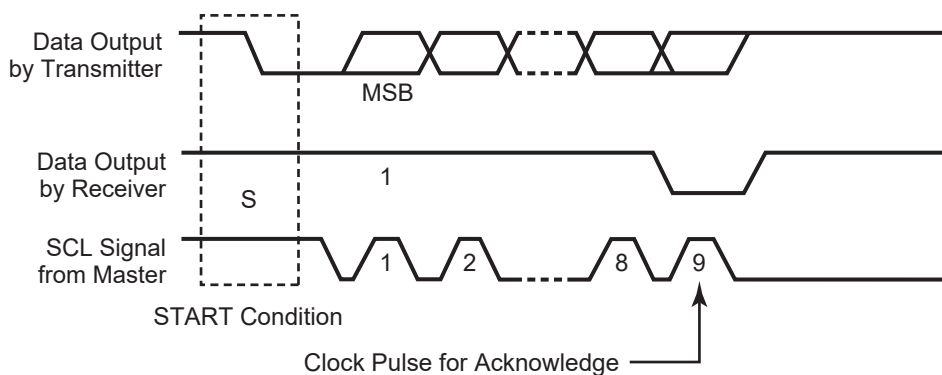 Data Output
by Transmitter
MSB
Data Output
by Receiver
1
S
SCL Signal
from Master
1
2
8
9
START Condition
Clock Pulse for Acknowledge